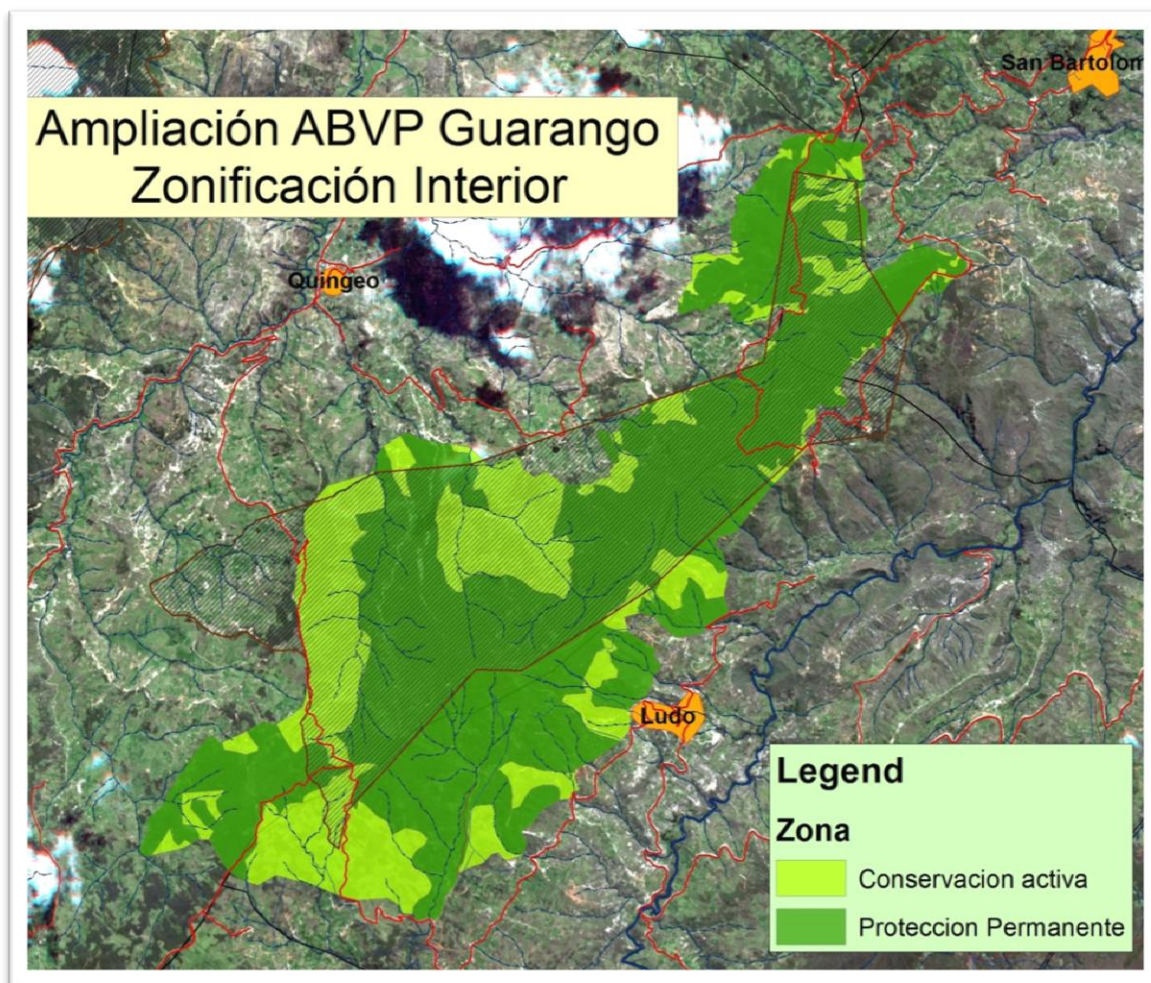 San Bartolom
Ampliación ABVP Guarango
Zonificación Interior
Quingeo
Ludo
Legend
Zona
Conservacion activa
Proteccion Permanente